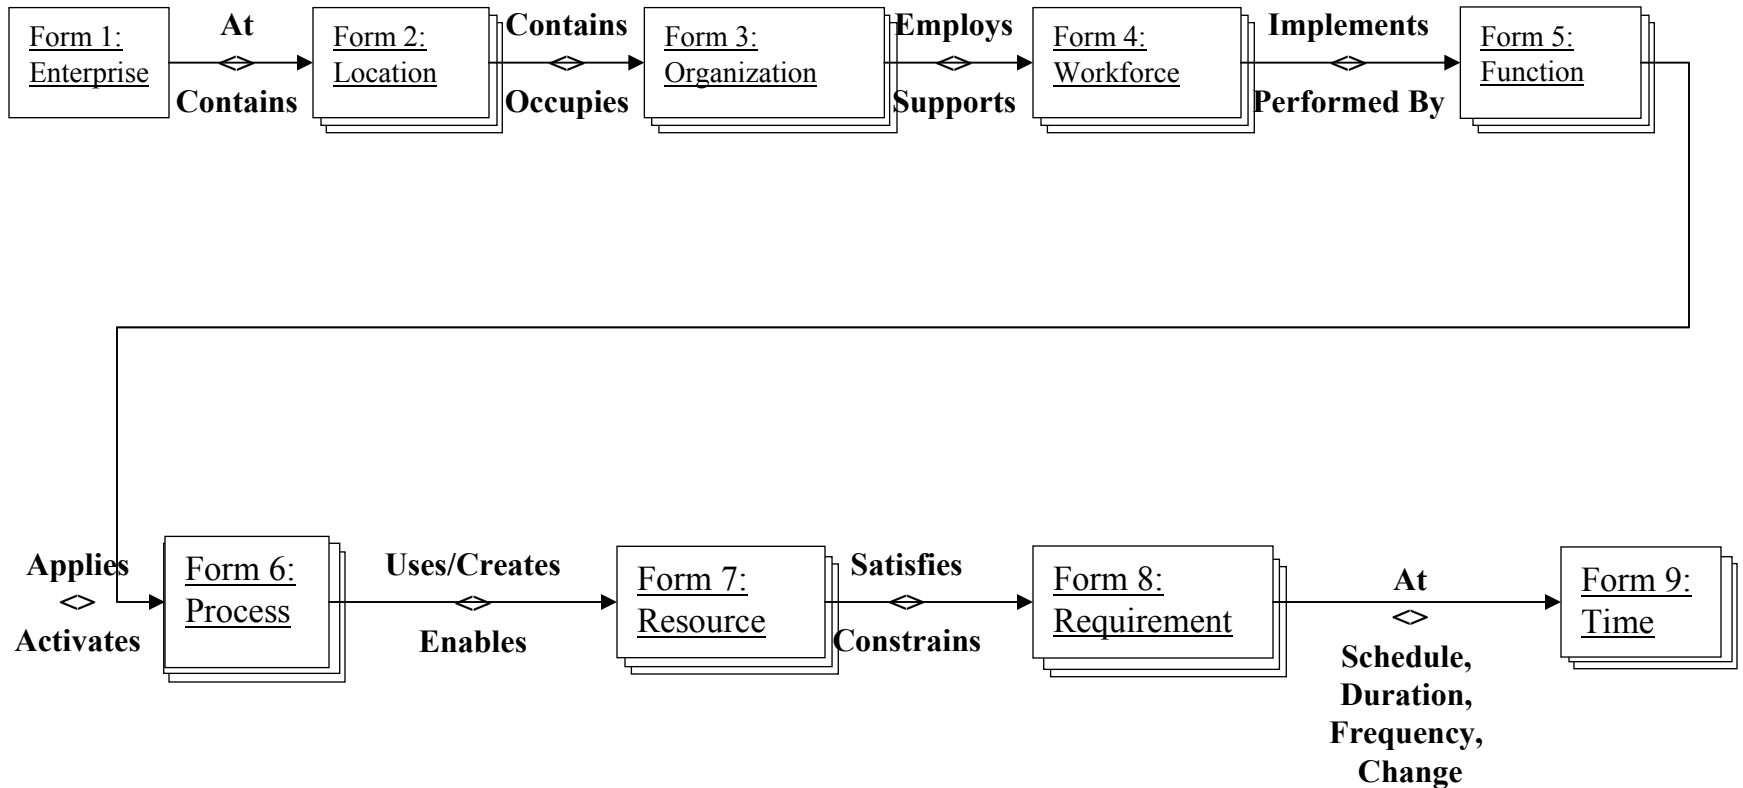 Form 1:
Enterprise
At
Contains
Form 2:
Location
Contains
Occupies
Form 3:
Organization
Employs
Supports
Form 4:
Workforce
Implements
Performed By
Form 5:
Function
Applies
Activates
Form 6:
Process
Uses/Creates
Enables
Form 7:
Resource
Satisfies
Constrains
Form 8:
Requirement
At
Schedule,
Duration,
Frequency,
Change
Form 9:
Time